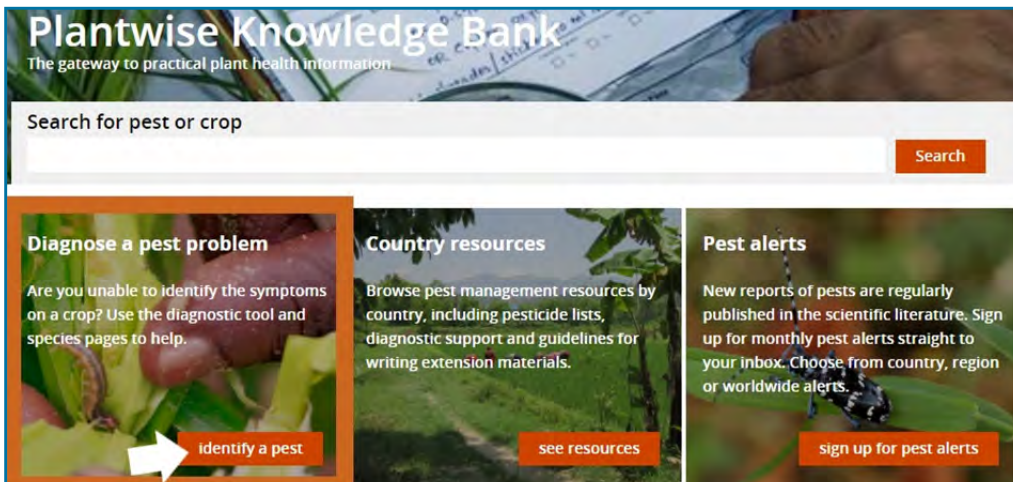 Plantwise Knowledge Bank
The gateway to practical plant health information
Search for pest or crop
Search
Diagnose a pest problem
Are you unable to identify the symptoms
on a crop? Use the diagnostic tool and
species pages to help.
identify a pest
Country resources
Browse pest management resources by
country, including pesticide lists,
diagnostic support and guidelines for
writing extension materials.
see resources
Pest alerts
New reports of pests are regularly
published in the scientific literature. Sign
up for monthly pest alerts straight to
your inbox. Choose from country, region
or worldwide alerts.
sign up for pest alerts